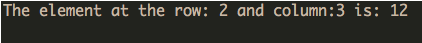 The element at the row: 2 and column:3 is: 12